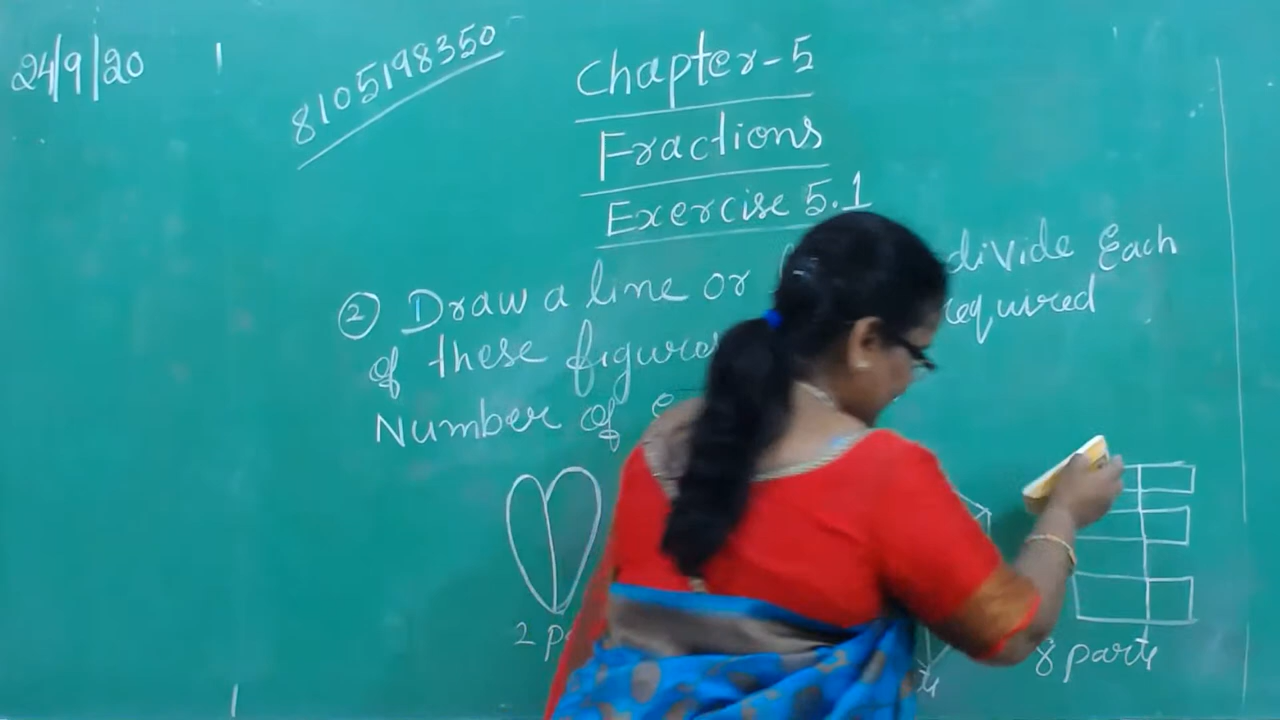 24/9/20
8105198350
Chapter-5
Fractions
Exercise 5.1
② Draw a line or divide Each
of these figures required
Number of
2
8 parts